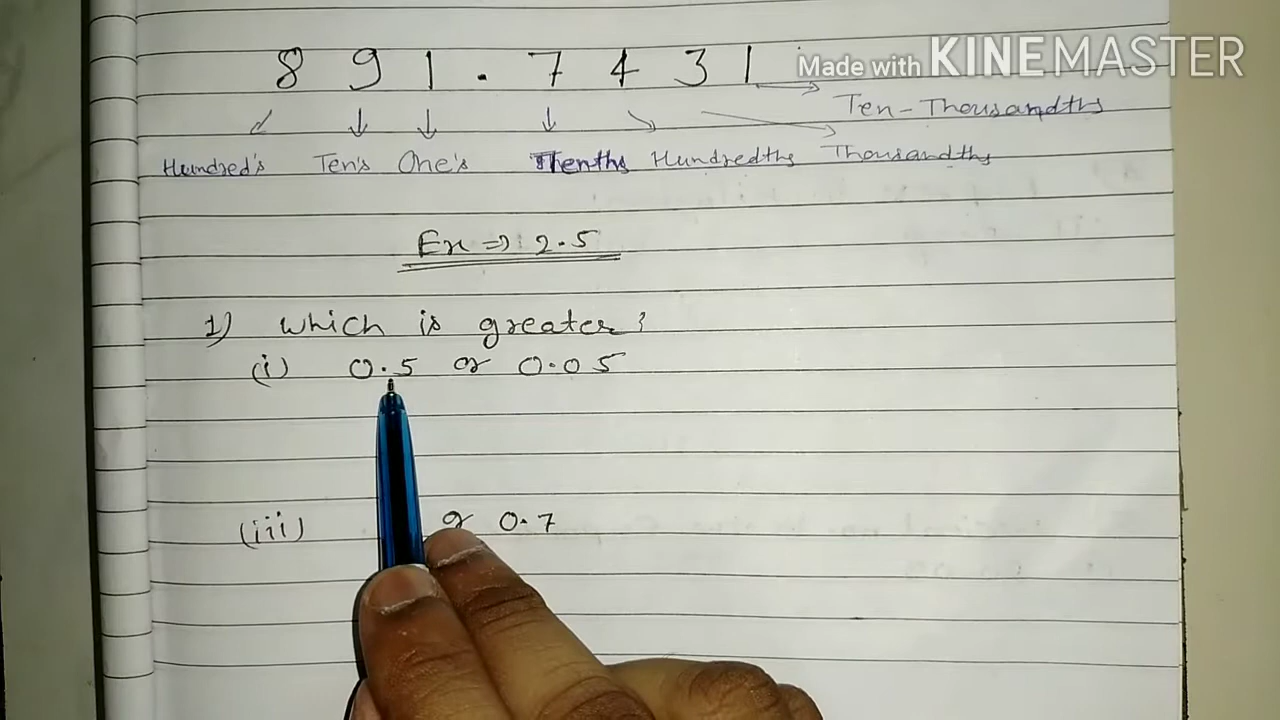 8 9 1 . 7 4 3 1
Made with KINEMASTER
Ten-Thousandths
Hundred's Ten's One's Tenths Hundredths Thousandths
Ex => 2.5
1) which is greater?
(i) 0.5 or 0.05
(iii) or 0.7